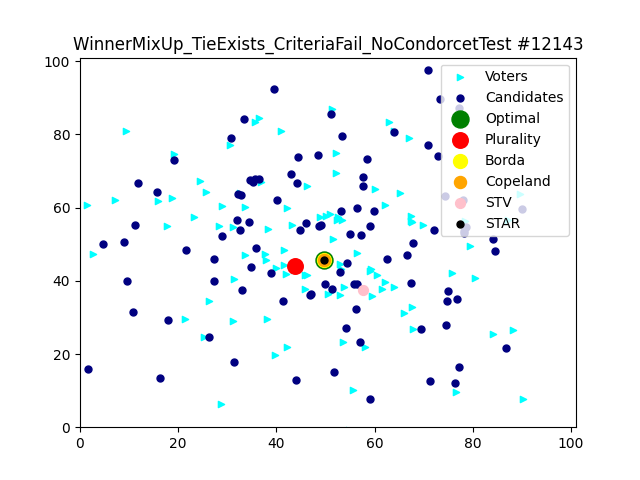 WinnerMixUp_TieExists_CriteriaFail_NoCondorcetTest #12143
100
80
60
40
20
0
0 20 40 60 80 100
Voters
Candidates
Optimal
Plurality
Borda
Copeland
STV
STAR